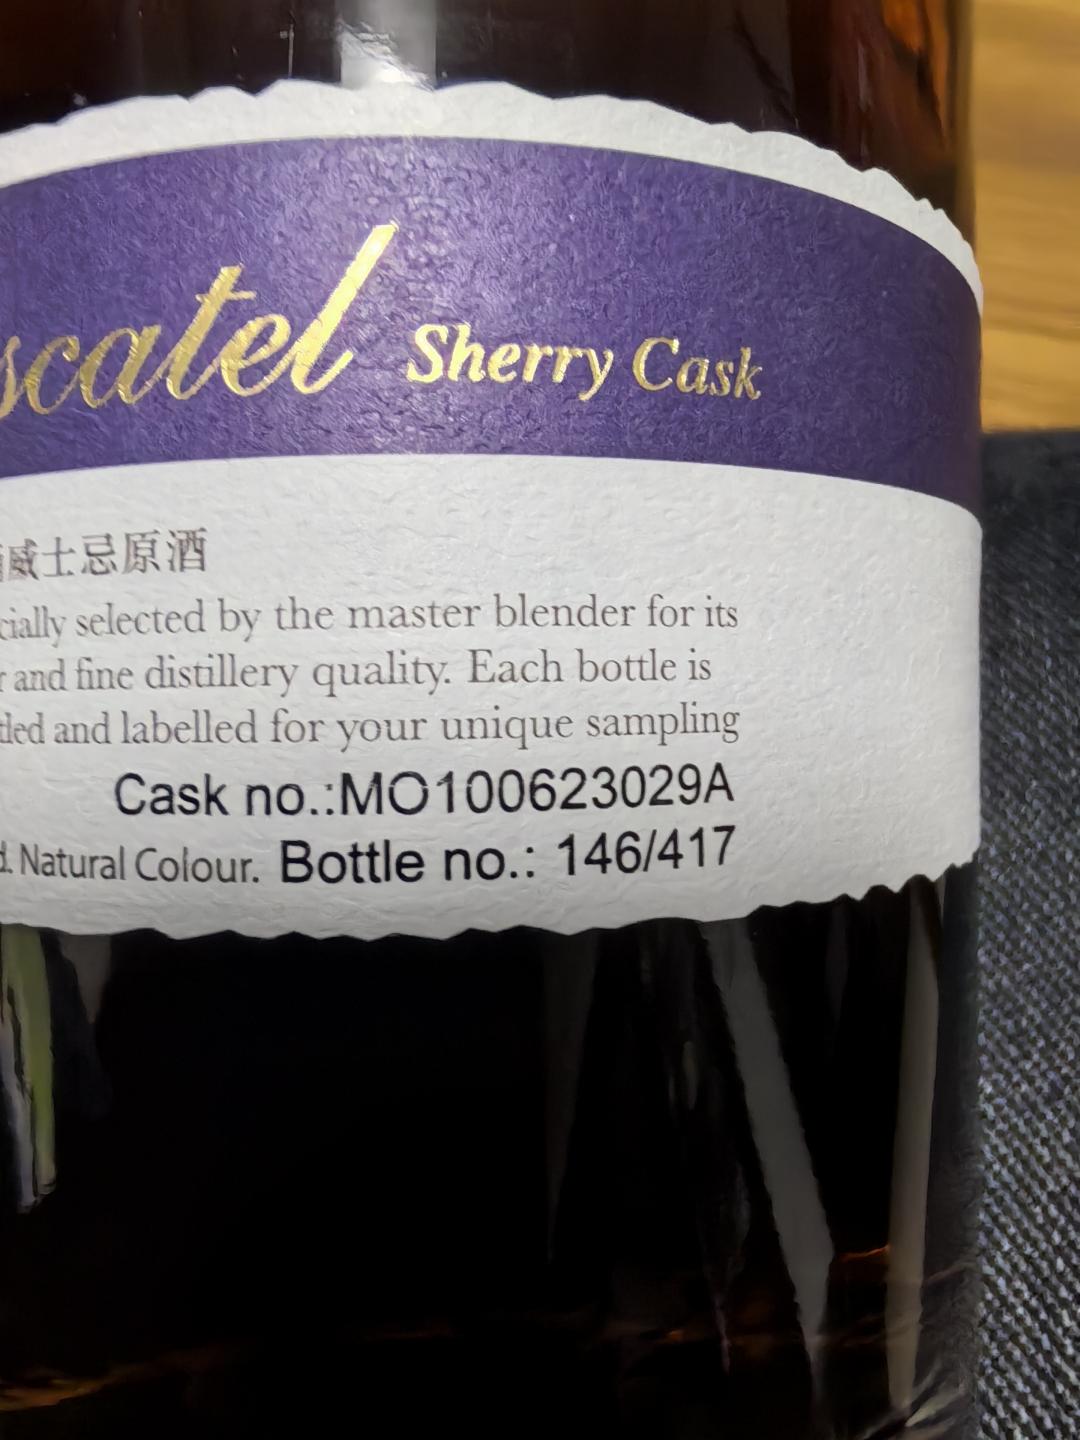 scatel Sherry Cask
威士忌原酒
cially selected by the master blender for its
r and fine distillery quality. Each bottle is
tled and labelled for your unique sampling
Cask no.:MO100623029A
d. Natural Colour. Bottle no.: 146/417